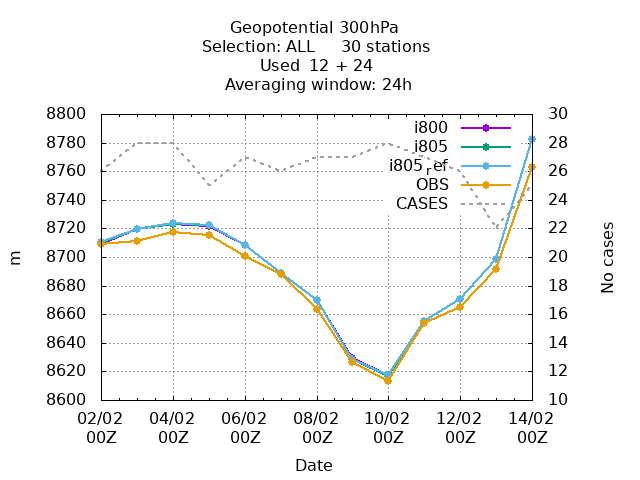 Geopotential 300hPa
Selection: ALL 30 stations
Used 12 + 24
Averaging window: 24h
8800
8780
8760
8740
8720
8700
8680
8660
8640
8620
8600
m
30
28
26
24
22
20
18
16
14
12
10
No cases
i800
i805
i805_ref
OBS
CASES
02/02 04/02 06/02 08/02 10/02 12/02 14/02
00Z 00Z 00Z 00Z 00Z 00Z 00Z
Date